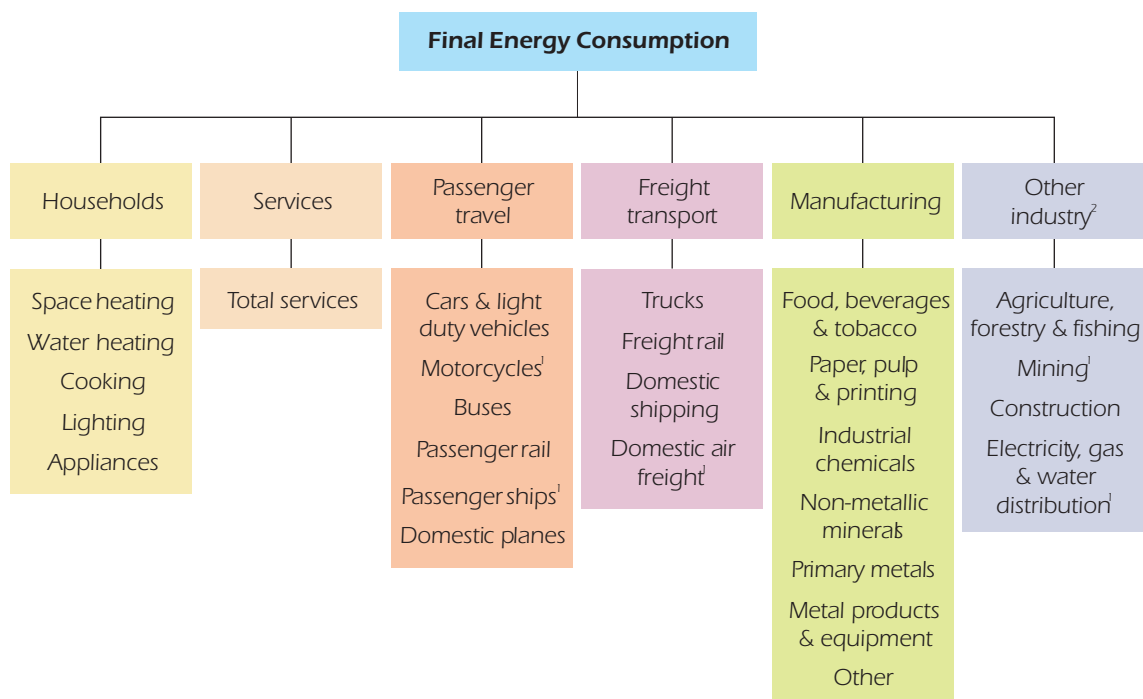 Final Energy Consumption
Households
Services
Passenger
travel
Freight
transport
Manufacturing
Other
industry²
Space heating
Water heating
Cooking
Lighting
Appliances
Total services
Cars & light
duty vehicles
Motorcycles¹
Buses
Passenger rail
Passenger ships¹
Domestic planes
Trucks
Freight rail
Domestic
shipping
Domestic air
freight¹
Food, beverages
& tobacco
Paper, pulp
& printing
Industrial
chemicals
Non-metallic
minerals
Primary metals
Metal products
& equipment
Other
Agriculture,
forestry & fishing
Mining¹
Construction
Electricity, gas
& water
distribution¹